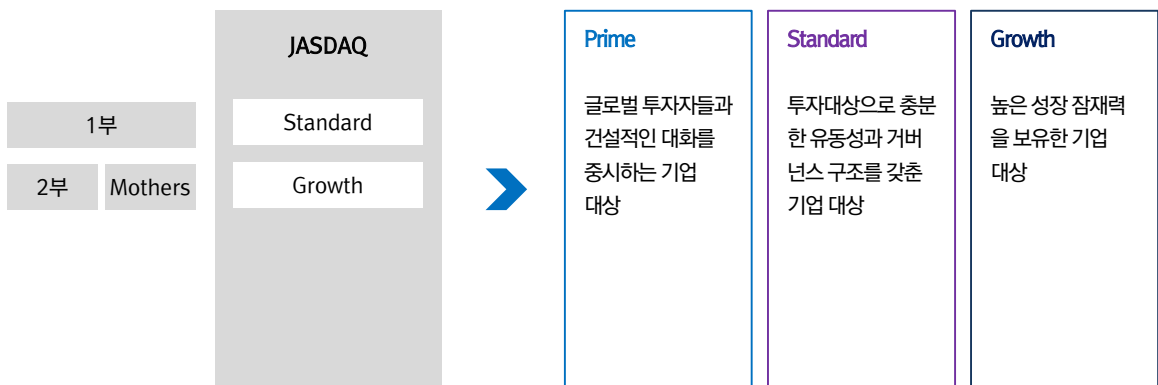 JASDAQ
1부
2부
Mothers
Standard
Growth
Prime
글로벌 투자자들과
건설적인 대화를
중시하는 기업
대상
Standard
투자대상으로 충분
한 유동성과 거버
넌스 구조를 갖춘
기업 대상
Growth
높은 성장 잠재력
을 보유한 기업
대상